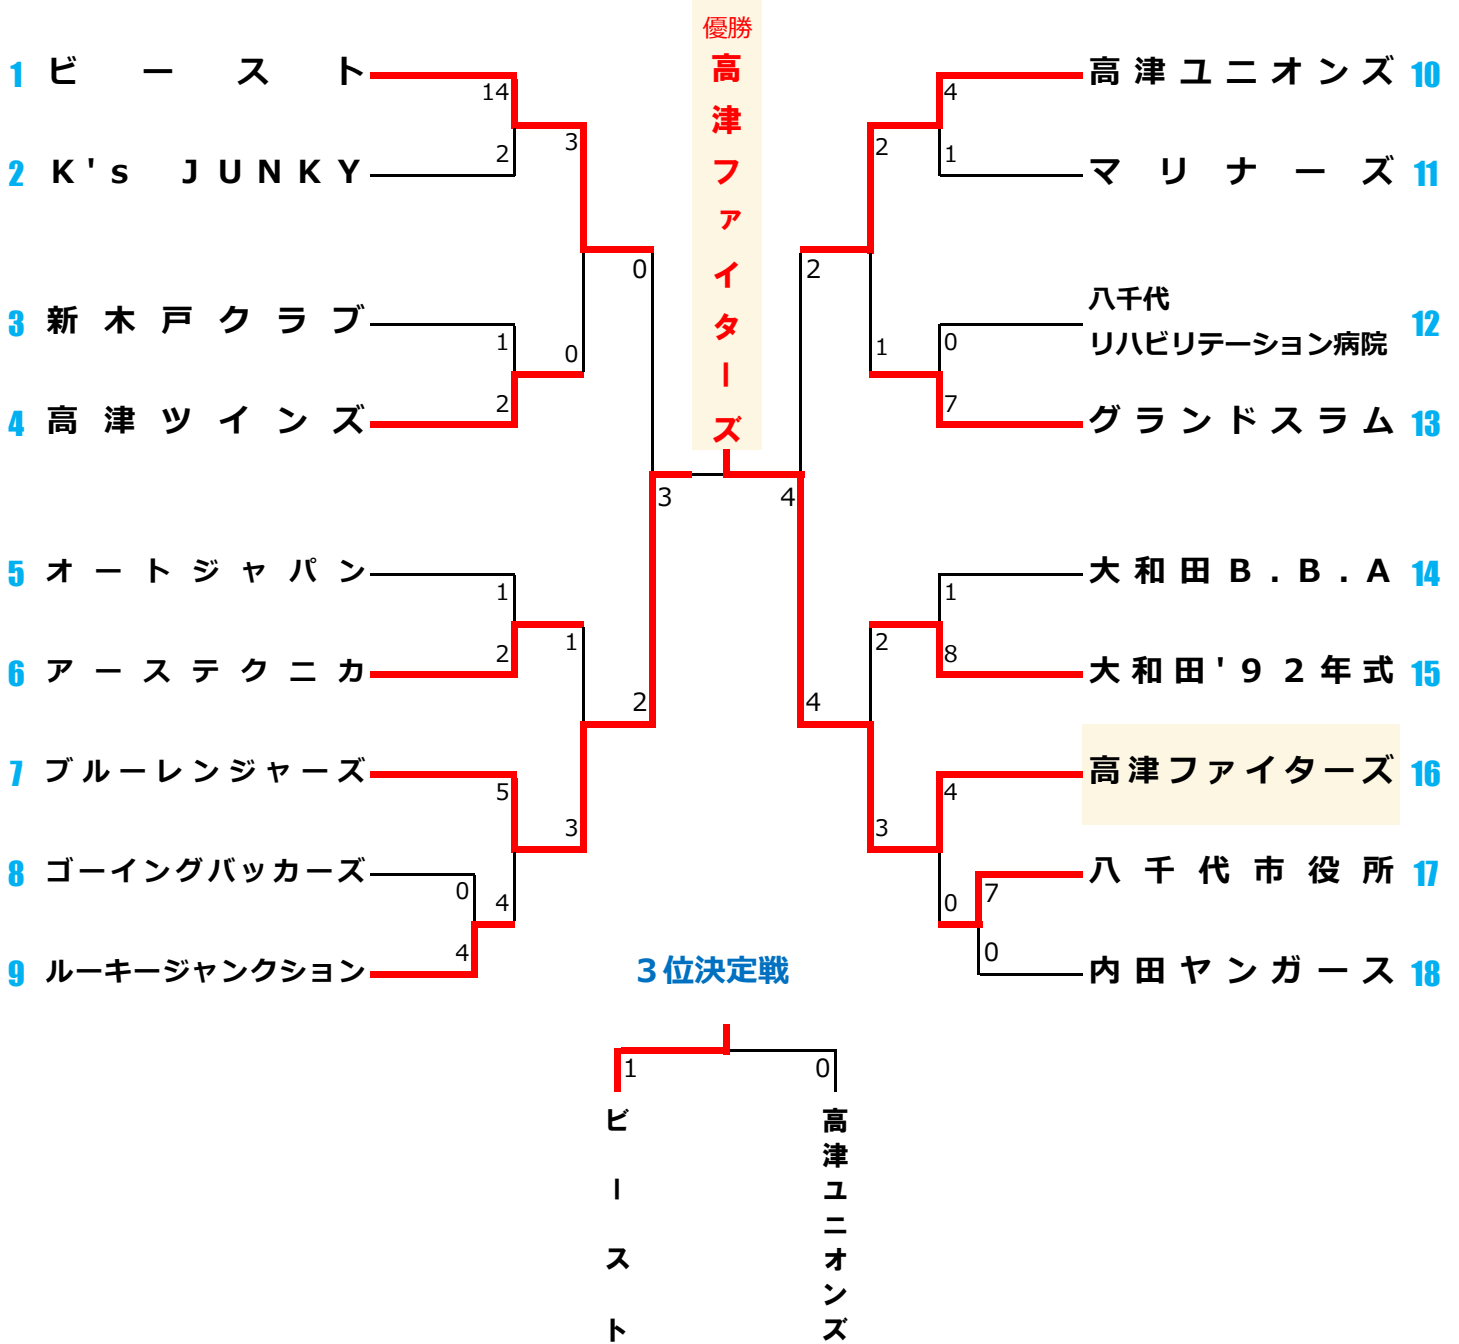 優勝
高津ファイターズ
1 ビースト
14
2 K's JUNKY
2
3
3 新木戸クラブ
1
4 高津ツインズ
2
0
0
5 オートジャパン
1
6 アーステクニカ
2
1
7 ブルーレンジャーズ
5
8 ゴーイングバッカーズ
0
9 ルーキージャンクション
4
4
3
2
3
高津ユニオンズ 10
4
マリナーズ 11
1
2
八千代
リハビリテーション病院 12
0
グランドスラム 13
7
1
2
大和田B.B.A 14
1
大和田'92年式 15
8
2
高津ファイターズ 16
4
八千代市役所 17
7
内田ヤンガース 18
0
0
3
4
4
３位決定戦
1
0
ビースト
高津ユニオンズ